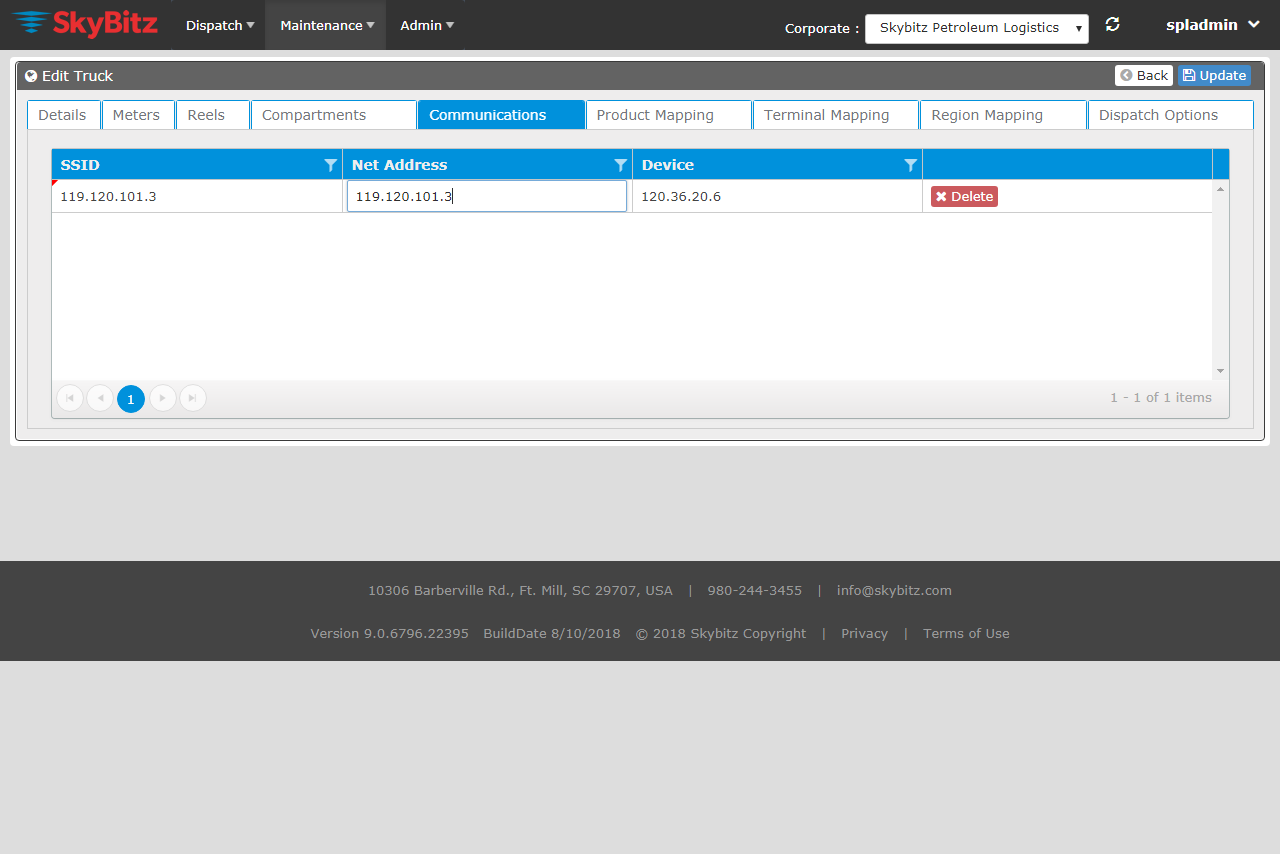 SkyBitz Dispatch Maintenance Admin Corporate : Skybitz Petroleum Logistics spladmin
Edit Truck Back Update
Details Meters Reels Compartments Communications Product Mapping Terminal Mapping Region Mapping Dispatch Options
SSID Net Address Device
119.120.101.3 119.120.101.3 120.36.20.6 Delete
1 1 - 1 of 1 items
10306 Barberville Rd., Ft. Mill, SC 29707, USA | 980-244-3455 | info@skybitz.com
Version 9.0.6796.22395 BuildDate 8/10/2018 © 2018 Skybitz Copyright | Privacy | Terms of Use